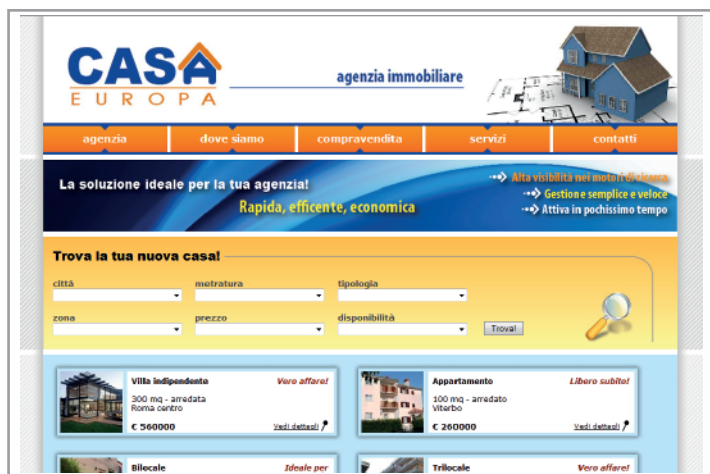 CASA
EUROPA
agenzia immobiliare
agenzia dove siamo compravendita servizi contatti
La soluzione ideale per la tua agenzia!
Rapida, efficente, economica
Alta visibilità nei motori di ricerca
Gestione semplice e veloce
Attiva in pochissimo tempo
Trova la tua nuova casa!
città metratura tipologia
zona prezzo disponibilità Trova!
Villa indipendente Vero affare!
300 mq - arredata
Roma centro
€ 560000 Vedi dettagli
Appartamento Libero subito!
100 mq - arredato
Viterbo
€ 260000 Vedi dettagli
Bilocale Ideale per
Trilocale Vero affare!